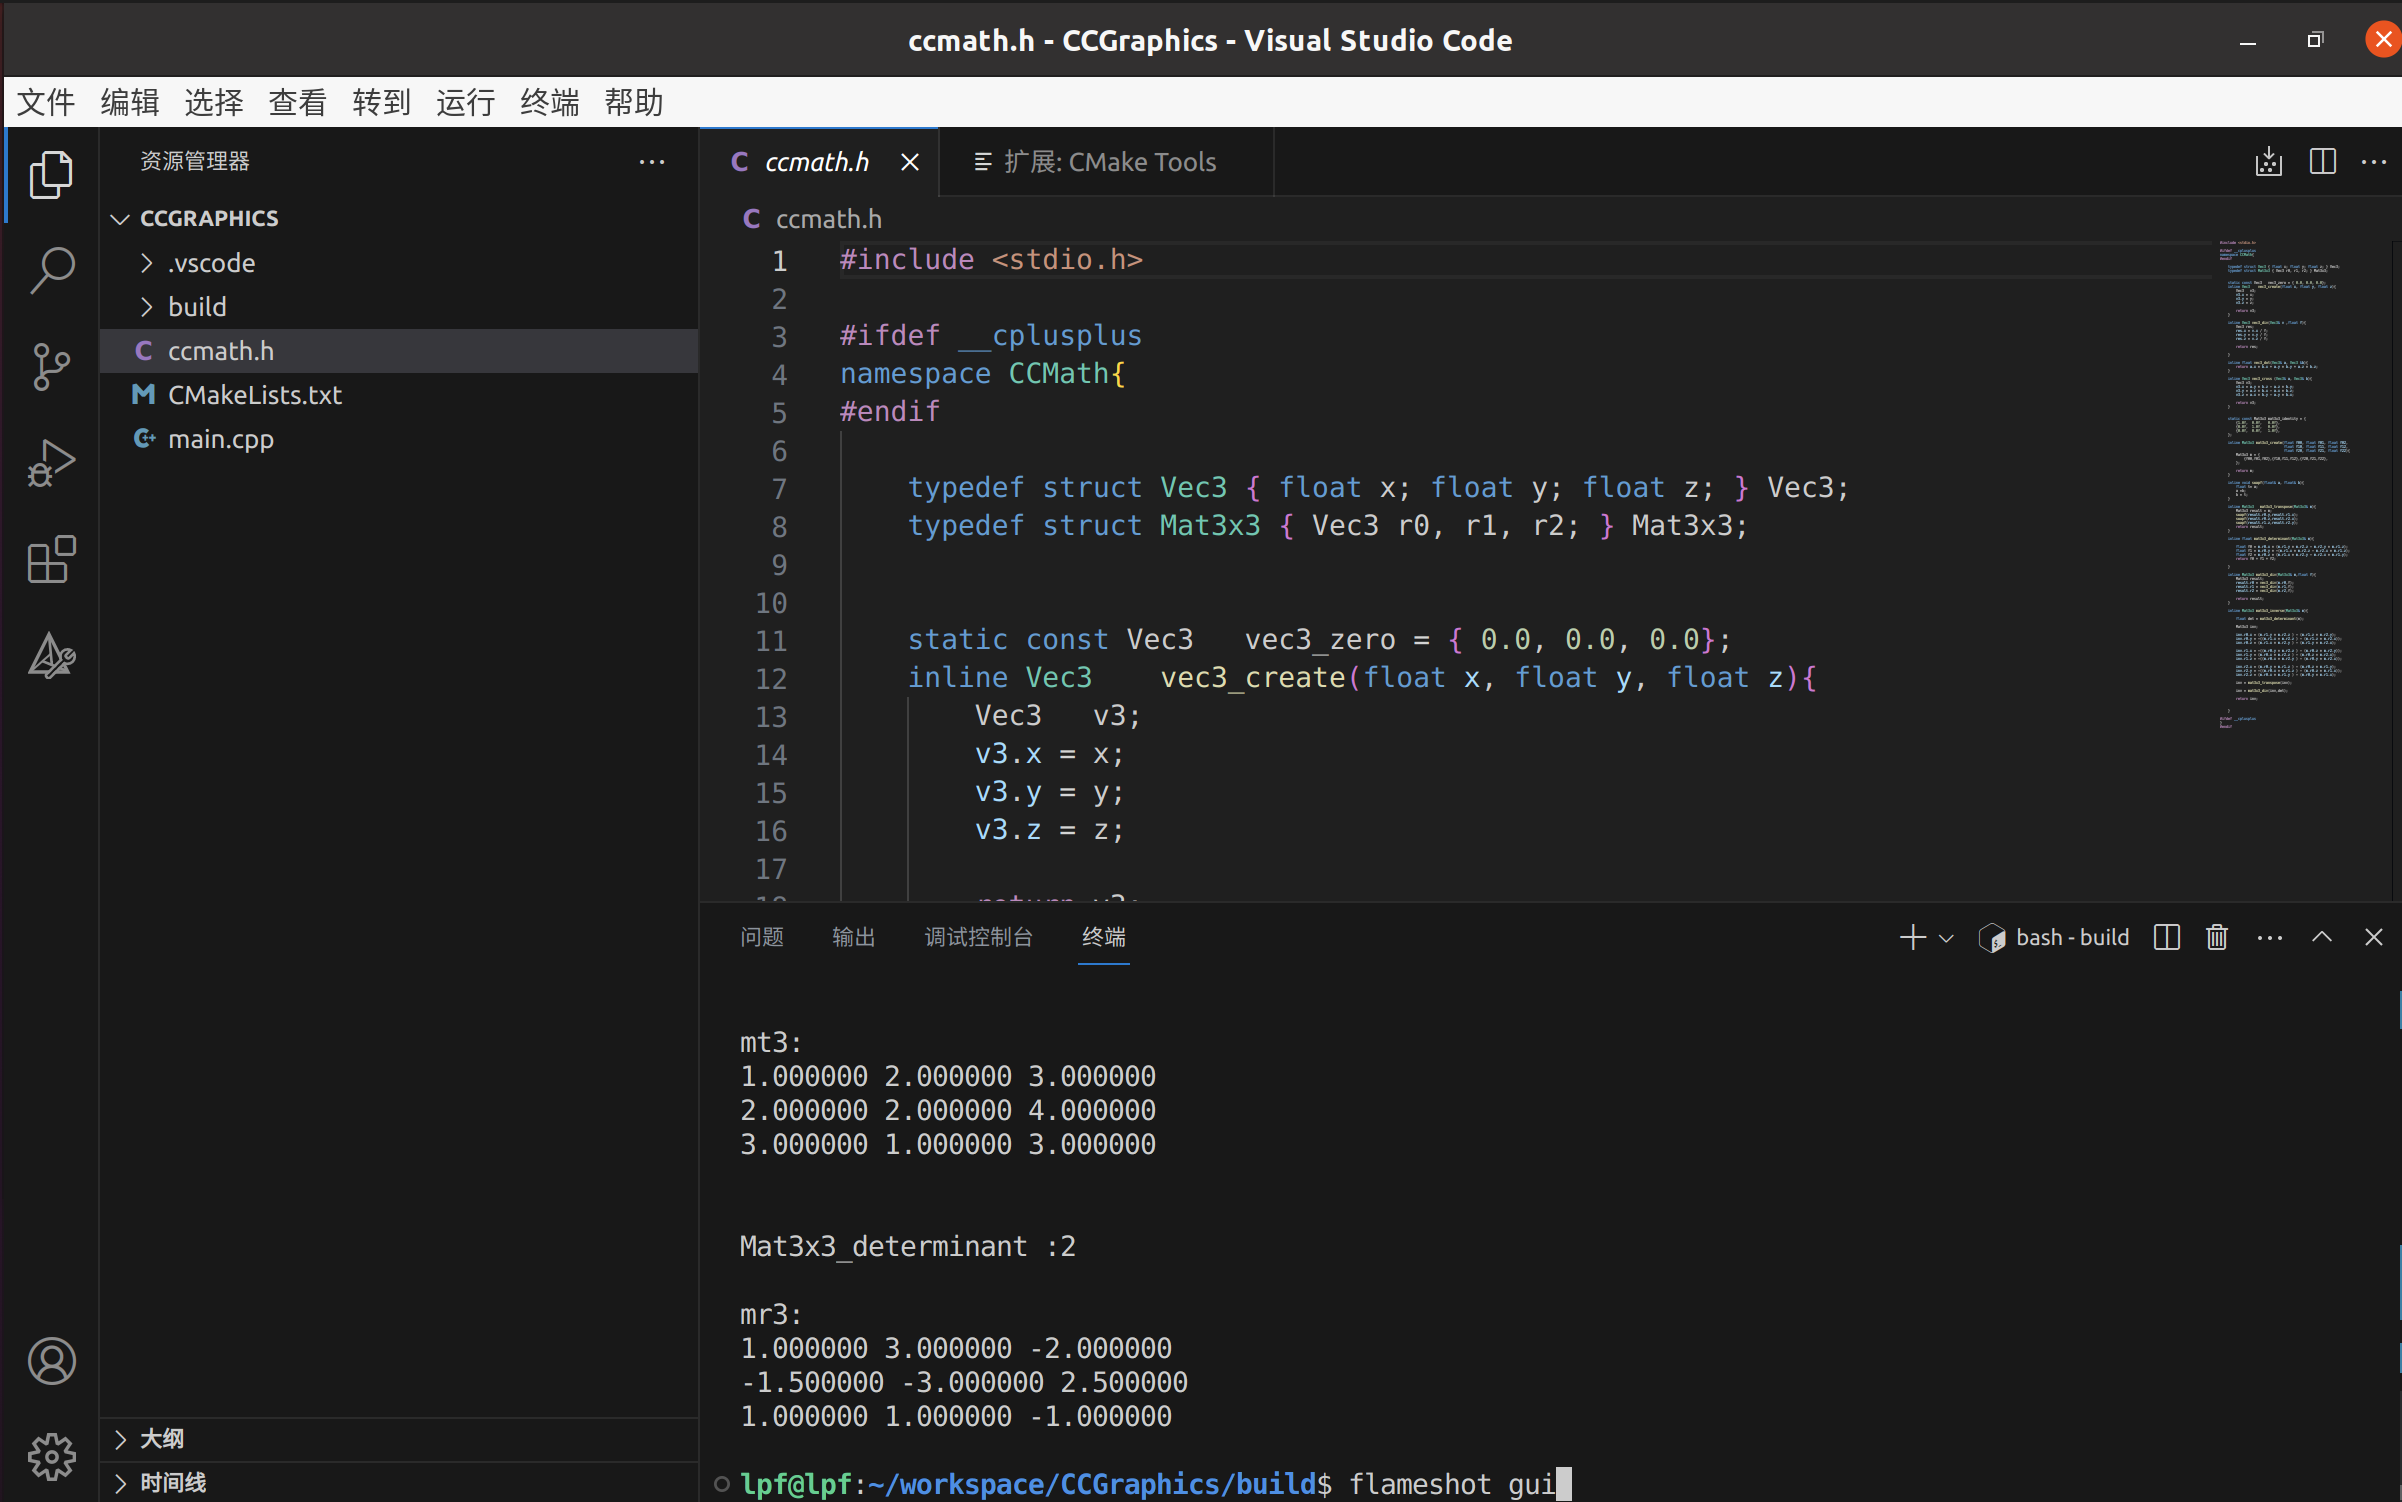 ccmath.h - CCGraphics - Visual Studio Code
文件 编辑 选择 查看 转到 运行 终端 帮助
资源管理器
CCGRAPHICS
.vscode
build
ccmath.h
CMakeLists.txt
main.cpp
大纲
时间线
ccmath.h 扩展: CMake Tools
ccmath.h
1 #include <stdio.h>
2
3 #ifdef __cplusplus
4 namespace CCMath{
5 #endif
6
7 typedef struct Vec3 { float x; float y; float z; } Vec3;
8 typedef struct Mat3x3 { Vec3 r0, r1, r2; } Mat3x3;
9
10
11 static const Vec3   vec3_zero = { 0.0, 0.0, 0.0};
12 inline Vec3    vec3_create(float x, float y, float z){
13 Vec3   v3;
14 v3.x = x;
15 v3.y = y;
16 v3.z = z;
17
18 return v3;
问题 输出 调试控制台 终端
bash - build
mt3:
1.000000 2.000000 3.000000
2.000000 2.000000 4.000000
3.000000 1.000000 3.000000
Mat3x3_determinant :2
mr3:
1.000000 3.000000 -2.000000
-1.500000 -3.000000 2.500000
1.000000 1.000000 -1.000000
lpf@lpf:~/workspace/CCGraphics/build$ flameshot gui